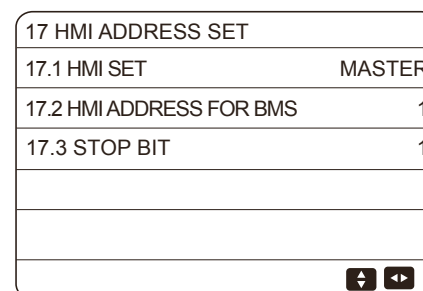 17 HMI ADDRESS SET
17.1 HMI SET MASTER
17.2 HMI ADDRESS FOR BMS 1
17.3 STOP BIT 1